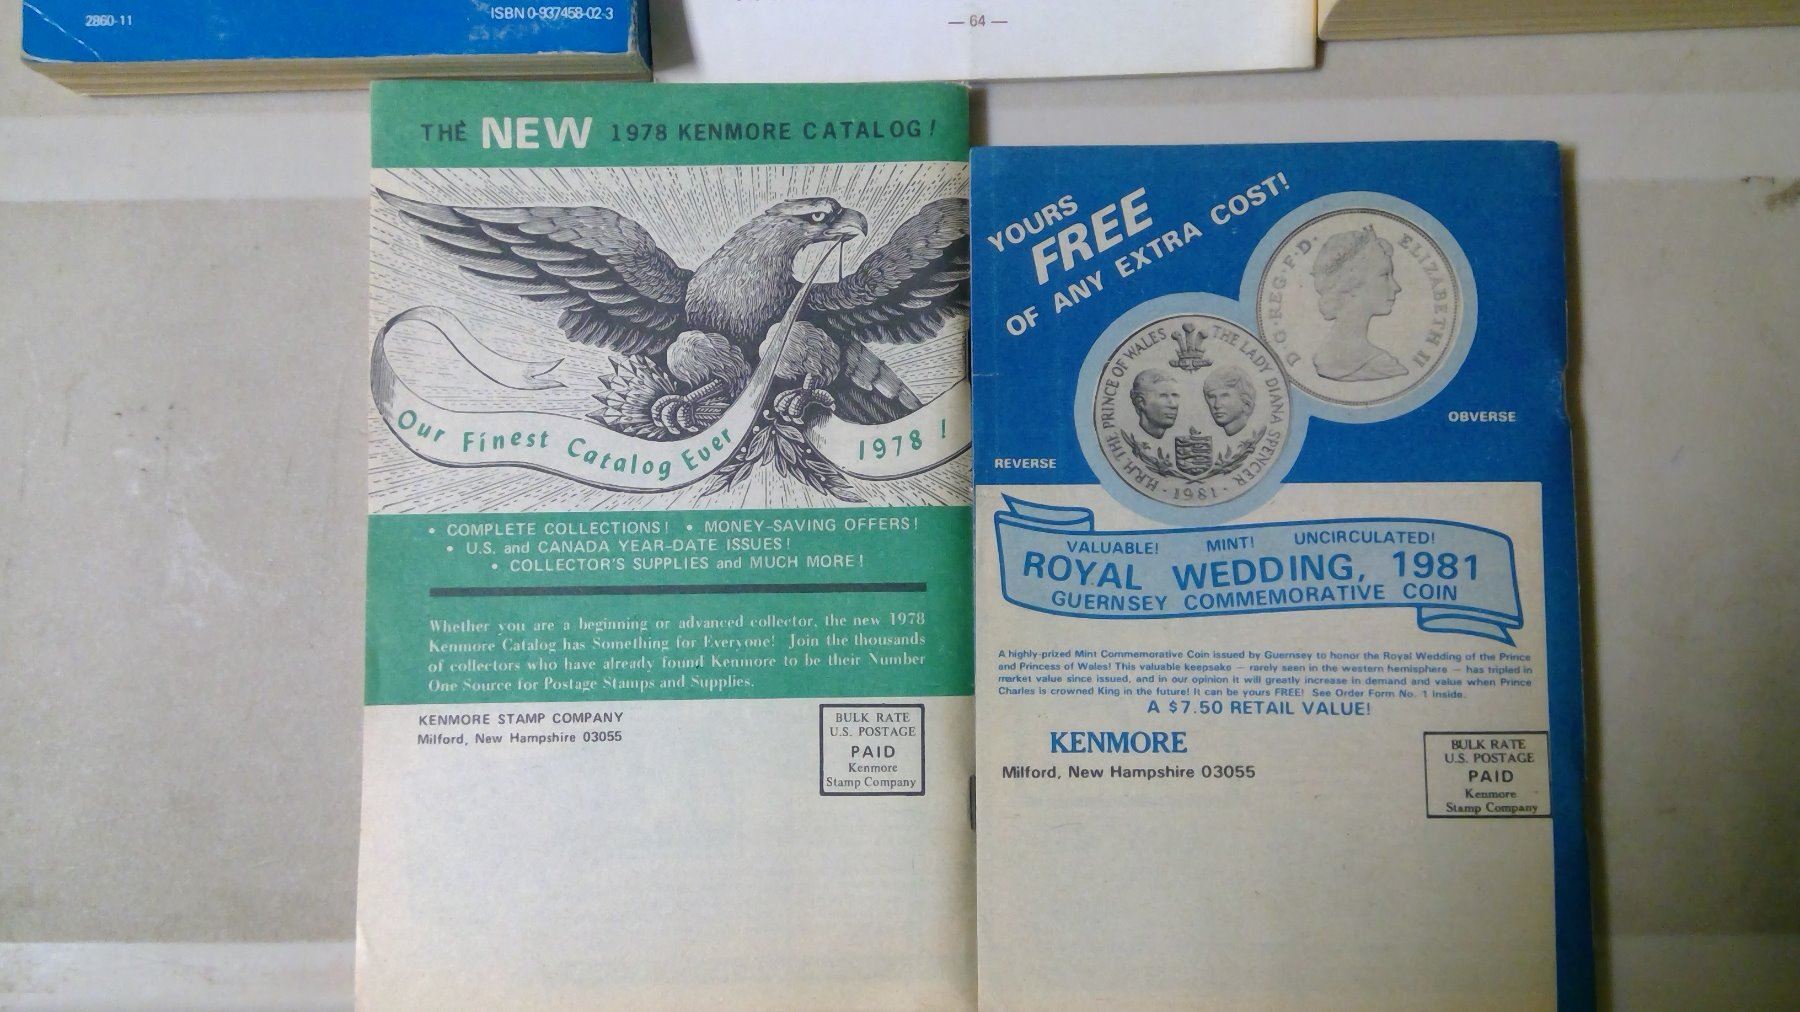 2860-11
ISBN 0-937458-02-3
— 64 —
THE NEW 1978 KENMORE CATALOG!
Our Finest Catalog Ever
1978!
• COMPLETE COLLECTIONS! • MONEY-SAVING OFFERS!
• U.S. and CANADA YEAR-DATE ISSUES!
• COLLECTOR'S SUPPLIES and MUCH MORE!
Whether you are a beginning or advanced collector, the new 1978
Kenmore Catalog has Something for Everyone! Join the thousands
of collectors who have already found Kenmore to be their Number
One Source for Postage Stamps and Supplies.
KENMORE STAMP COMPANY
Milford, New Hampshire 03055
BULK RATE
U.S. POSTAGE
PAID
Kenmore
Stamp Company
YOURS
FREE
OF ANY EXTRA COST!
D·G·REG·F·D· ELIZABETH II
OBVERSE
H.R.H. THE PRINCE OF WALES THE LADY DIANA SPENCER
· 1981 ·
REVERSE
VALUABLE! MINT! UNCIRCULATED!
ROYAL WEDDING, 1981
GUERNSEY COMMEMORATIVE COIN
A highly-prized Mint Commemorative Coin issued by Guernsey to honor the Royal Wedding of the Prince
and Princess of Wales! This valuable keepsake — rarely seen in the western hemisphere — has tripled in
market value since issued, and in our opinion it will greatly increase in demand and value when Prince
Charles is crowned King in the future! It can be yours FREE! See Order Form No. 1 inside.
A $7.50 RETAIL VALUE!
KENMORE
Milford, New Hampshire 03055
BULK RATE
U.S. POSTAGE
PAID
Kenmore
Stamp Company